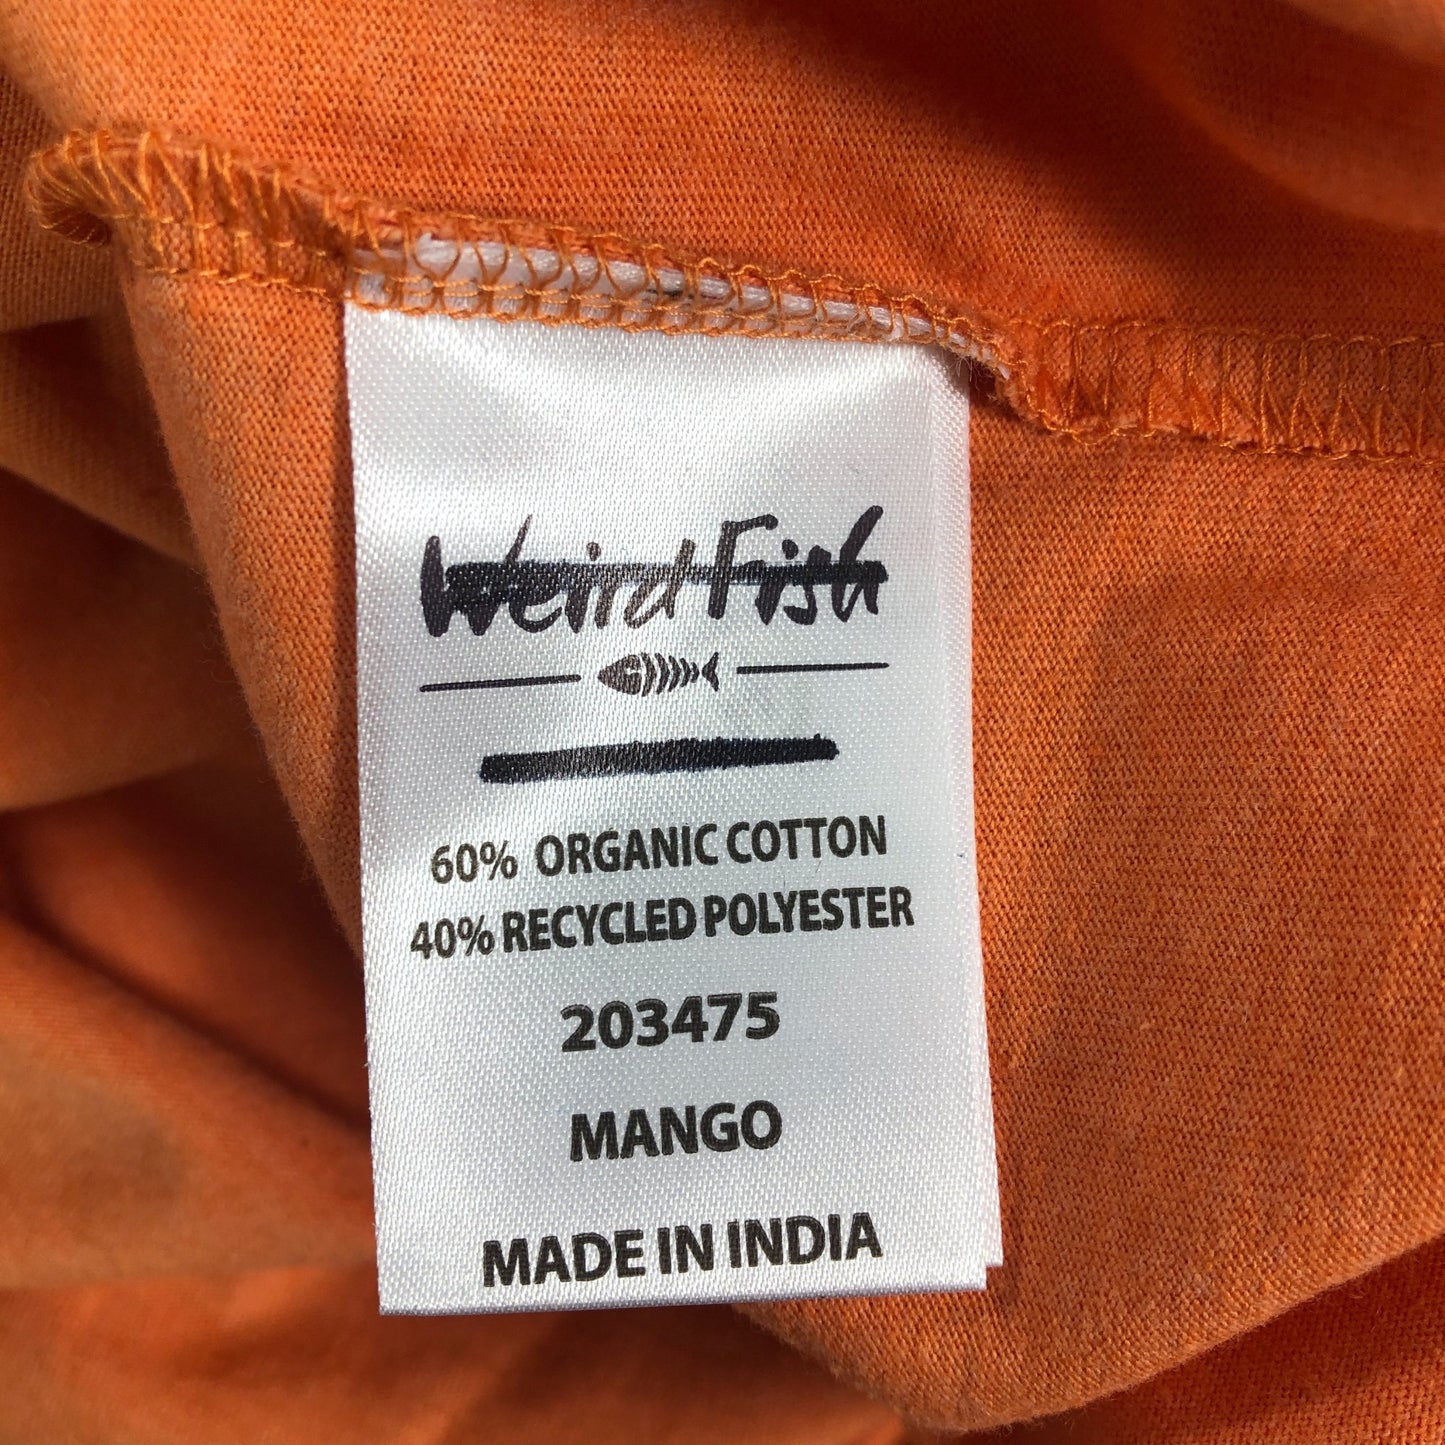 Weird Fish
60% ORGANIC COTTON
40% RECYCLED POLYESTER
203475
MANGO
MADE IN INDIA